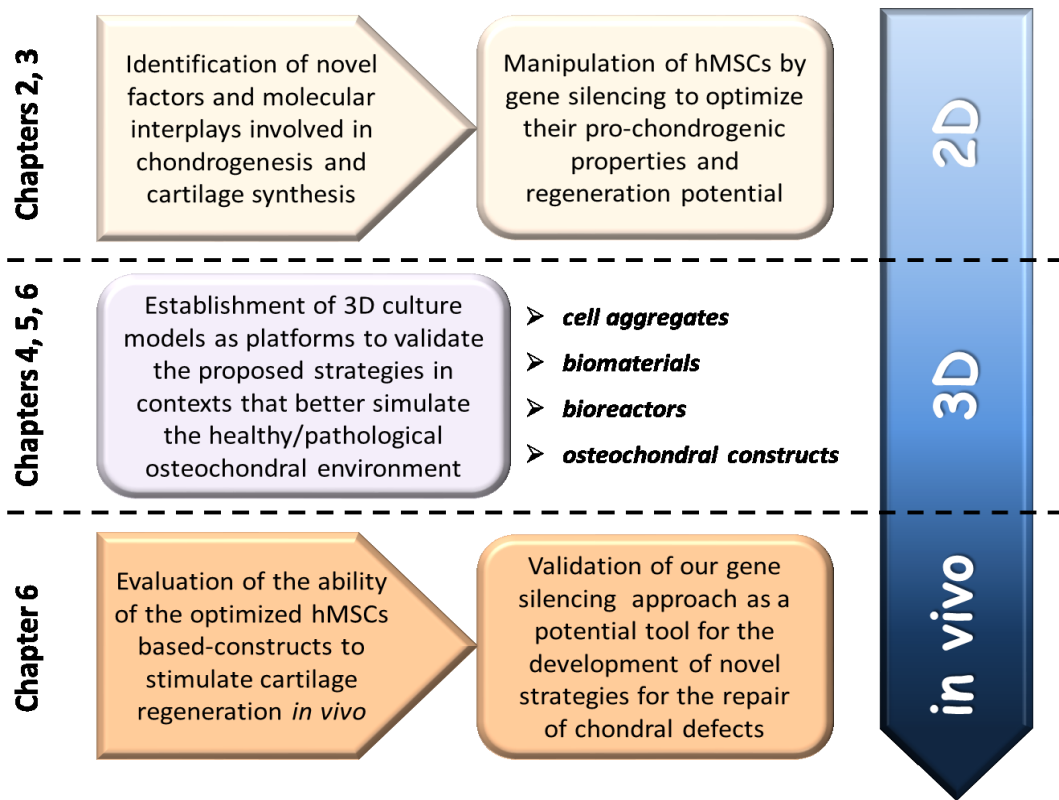 Chapters 2, 3
Identification of novel
factors and molecular
interplays involved in
chondrogenesis and
cartilage synthesis
Manipulation of hMSCs by
gene silencing to optimize
their pro-chondrogenic
properties and
regeneration potential
2D
Chapters 4, 5, 6
Establishment of 3D culture
models as platforms to validate
the proposed strategies in
contexts that better simulate
the healthy/pathological
osteochondral environment
➢ cell aggregates
➢ biomaterials
➢ bioreactors
➢ osteochondral constructs
3D
Chapter 6
Evaluation of the ability
of the optimized hMSCs
based-constructs to
stimulate cartilage
regeneration in vivo
Validation of our gene
silencing approach as a
potential tool for the
development of novel
strategies for the repair
of chondral defects
in vivo